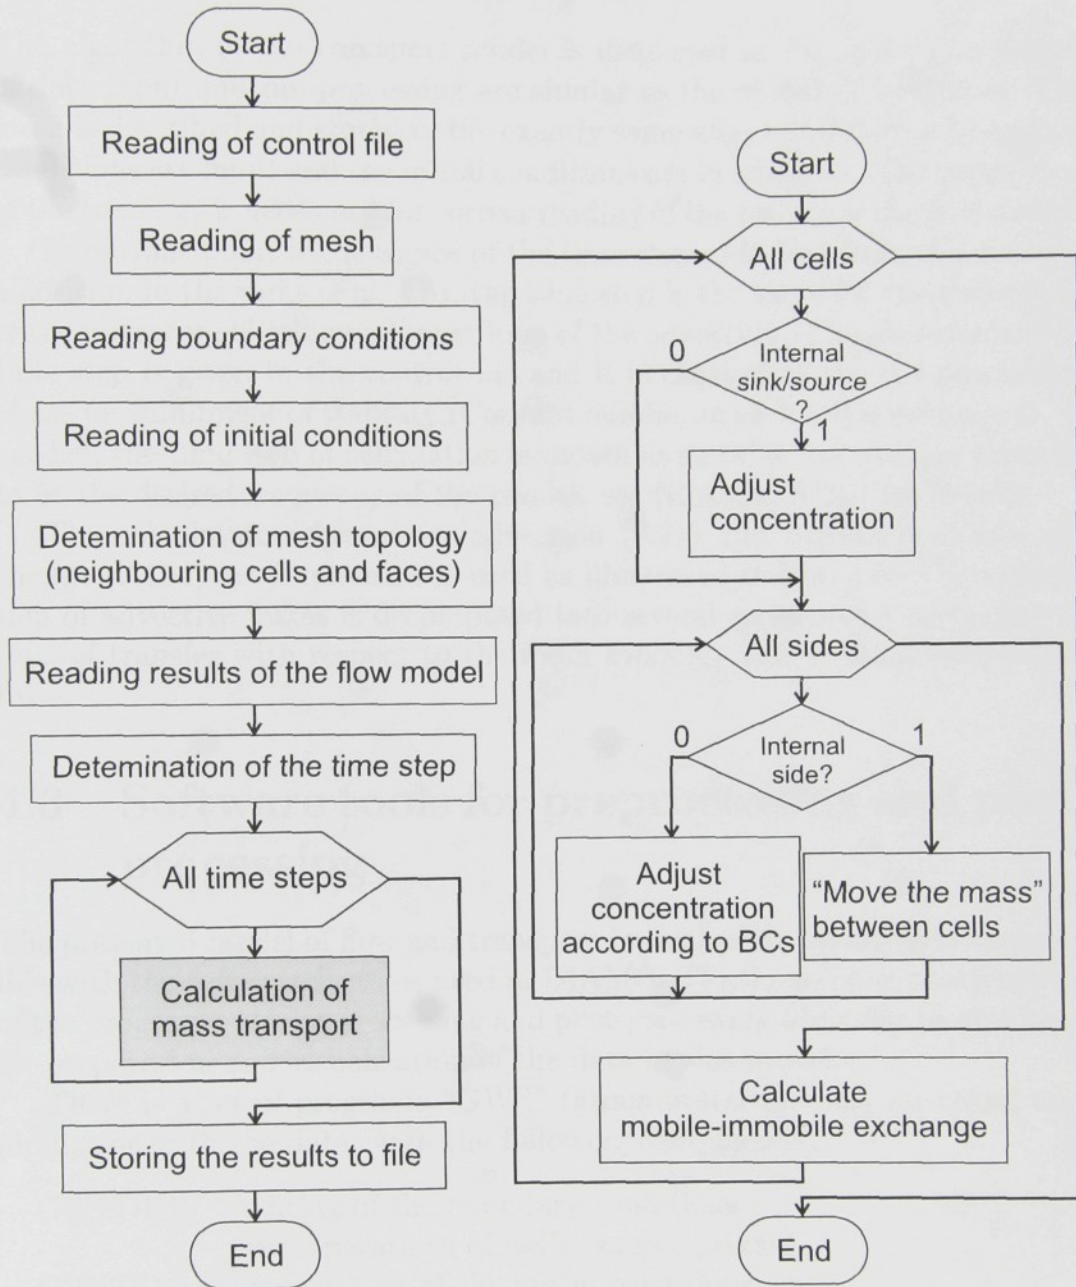 Start
Reading of control file
Reading of mesh
Reading boundary conditions
Reading of initial conditions
Detemination of mesh topology
(neighbouring cells and faces)
Reading results of the flow model
Detemination of the time step
All time steps
Calculation of
mass transport
Storing the results to file
End
Start
All cells
0
Internal
sink/source
?
1
Adjust
concentration
All sides
0
Internal
side?
1
Adjust
concentration
according to BCs
“Move the mass”
between cells
Calculate
mobile-immobile exchange
End